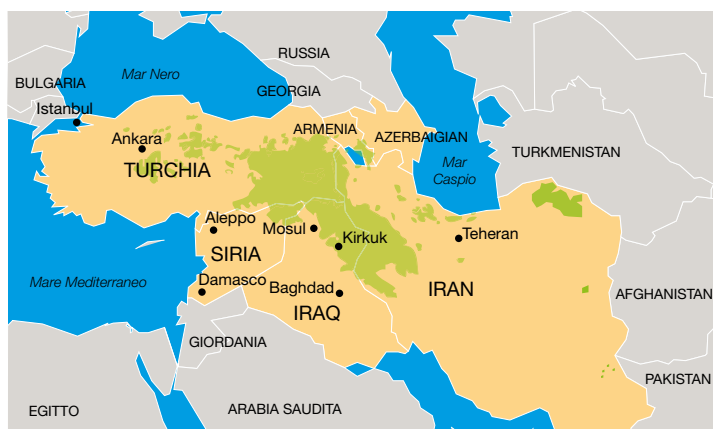 RUSSIA
Mar Nero
BULGARIA
GEORGIA
Istanbul
ARMENIA
AZERBAIGIAN
Ankara
TURCHIA
Mar
Caspio
TURKMENISTAN
Aleppo
Mosul
Kirkuk
Teheran
SIRIA
Mare Mediterraneo
Damasco
Baghdad
IRAN
AFGHANISTAN
IRAQ
GIORDANIA
PAKISTAN
EGITTO
ARABIA SAUDITA